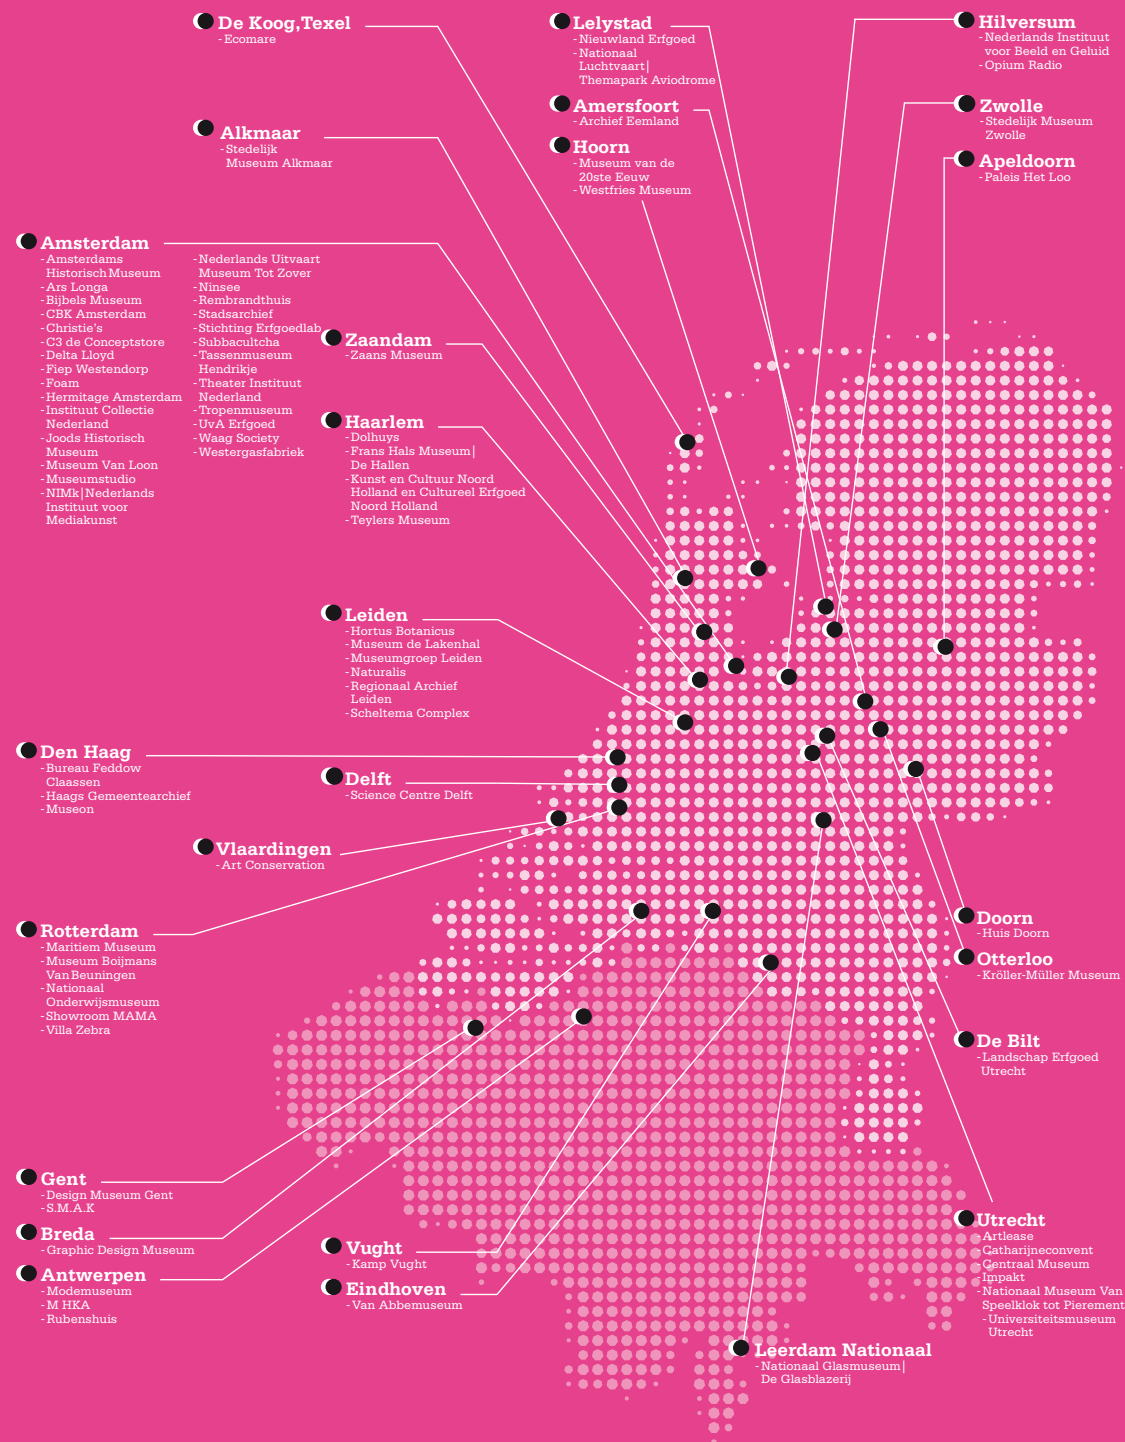 De Koog,Texel
-Ecomare
Alkmaar
-Stedelijk
Museum Alkmaar
Lelystad
-Nieuwland Erfgoed
-Nationaal
Luchtvaart|
Themapark Aviodrome
Amersfoort
-Archief Eemland
Hoorn
-Museum van de
20ste Eeuw
-Westfries Museum
Hilversum
-Nederlands Instituut
voor Beeld en Geluid
-Opium Radio
Zwolle
-Stedelijk Museum
Zwolle
Apeldoorn
-Paleis Het Loo
Amsterdam
-Amsterdams
Historisch Museum
-Ars Longa
-Bijbels Museum
-CBK Amsterdam
-Christie's
-C3 de Conceptstore
-Delta Lloyd
-Fiep Westendorp
-Foam
-Hermitage Amsterdam
-Instituut Collectie
Nederland
-Joods Historisch
Museum
-Museum Van Loon
-Museumstudio
-NIMk|Nederlands
Instituut voor
Mediakunst
-Nederlands Uitvaart
Museum Tot Zover
-Ninsee
-Rembrandthuis
-Stadsarchief
-Stichting Erfgoedlab
-Subbacultcha
-Tassenmuseum
Hendrikje
-Theater Instituut
Nederland
-Tropenmuseum
-UvA Erfgoed
-Waag Society
-Westergasfabriek
Zaandam
-Zaans Museum
Haarlem
-Dolhuys
-Frans Hals Museum|
De Hallen
-Kunst en Cultuur Noord
Holland en Cultureel Erfgoed
Noord Holland
-Teylers Museum
Leiden
-Hortus Botanicus
-Museum de Lakenhal
-Museumgroep Leiden
-Naturalis
-Regionaal Archief
Leiden
-Scheltema Complex
Den Haag
-Bureau Feddow
Claassen
-Haags Gemeentearchief
-Museon
Delft
-Science Centre Delft
Vlaardingen
-Art Conservation
Rotterdam
-Maritiem Museum
-Museum Boijmans
Van Beuningen
-Nationaal
Onderwijsmuseum
-Showroom MAMA
-Villa Zebra
Doorn
-Huis Doorn
Otterloo
-Kröller-Müller Museum
De Bilt
-Landschap Erfgoed
Utrecht
Gent
-Design Museum Gent
-S.M.A.K
Breda
-Graphic Design Museum
Antwerpen
-Modemuseum
-M HKA
-Rubenshuis
Vught
-Kamp Vught
Eindhoven
-Van Abbemuseum
Utrecht
-Artlease
-Catharijneconvent
-Centraal Museum
-Impakt
-Nationaal Museum Van
Speelklok tot Pierement
-Universiteitsmuseum
Utrecht
Leerdam Nationaal
-Nationaal Glasmuseum|
De Glasblazerij